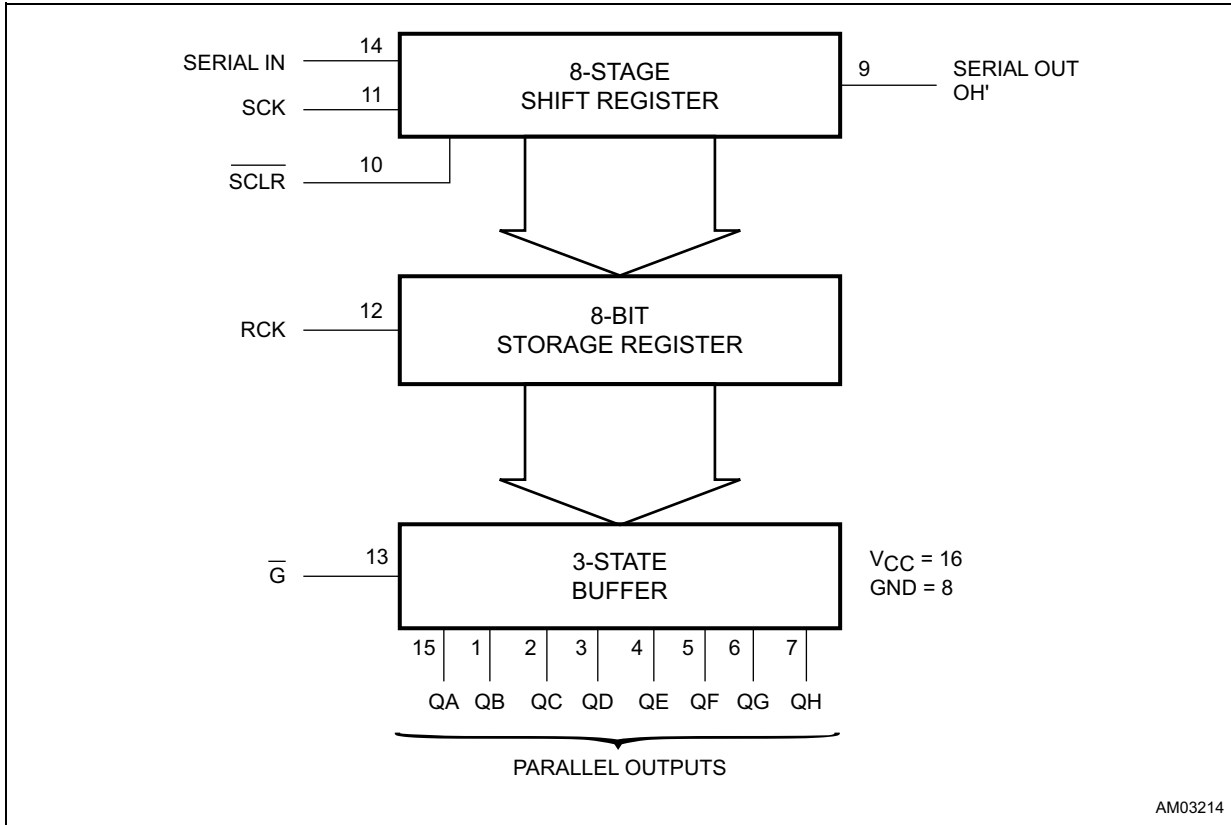 SERIAL IN
14
8-STAGE
SHIFT REGISTER
9
SERIAL OUT
OH'
SCK
11
SCLR
10
RCK
12
8-BIT
STORAGE REGISTER
G
13
3-STATE
BUFFER
VCC = 16
GND = 8
15 1 2 3 4 5 6 7
QA QB QC QD QE QF QG QH
PARALLEL OUTPUTS
AM03214